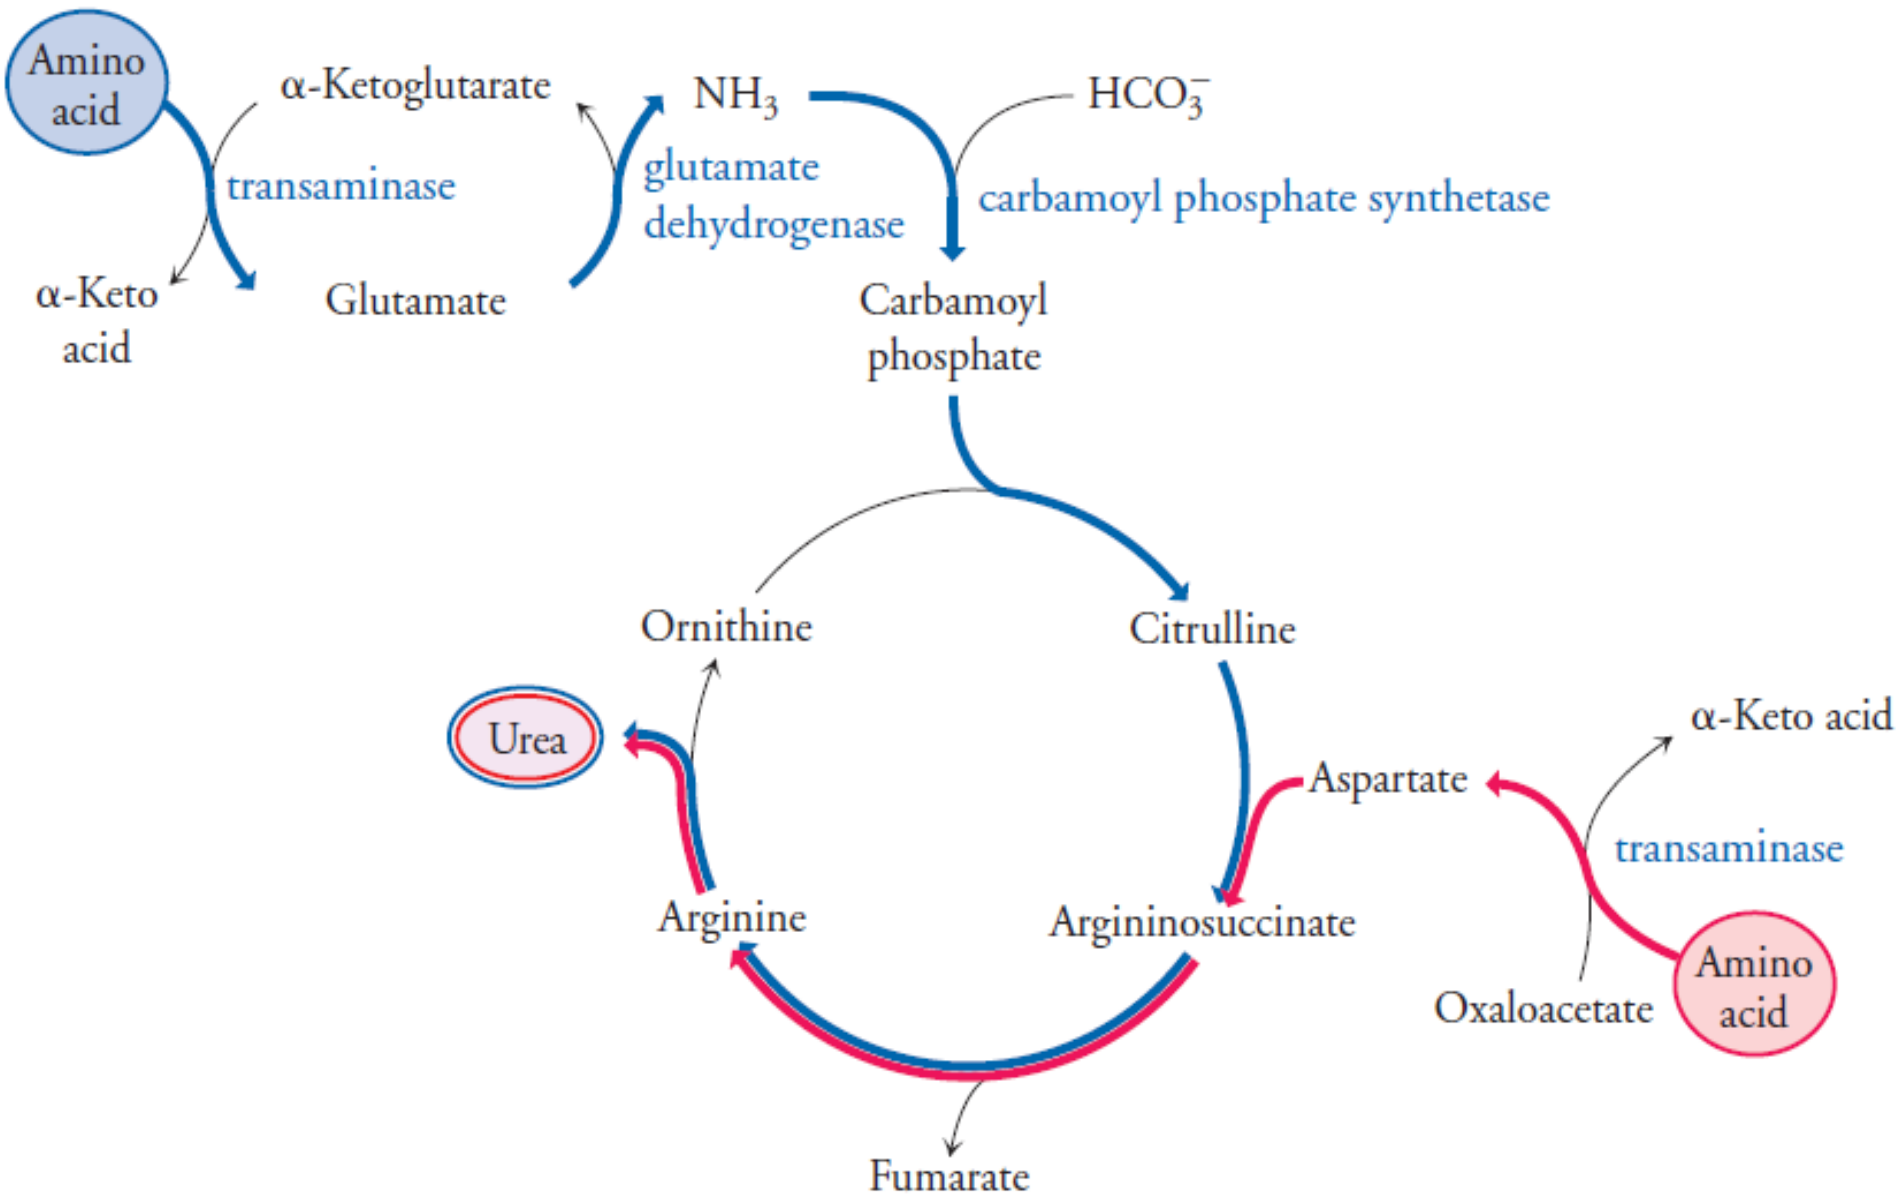 Amino
acid
α-Ketoglutarate
NH₃
HCO₃⁻
transaminase
glutamate
dehydrogenase
carbamoyl phosphate synthetase
α-Keto
acid
Glutamate
Carbamoyl
phosphate
Ornithine
Citrulline
Urea
α-Keto acid
Aspartate
transaminase
Arginine
Argininosuccinate
Amino
acid
Oxaloacetate
Fumarate